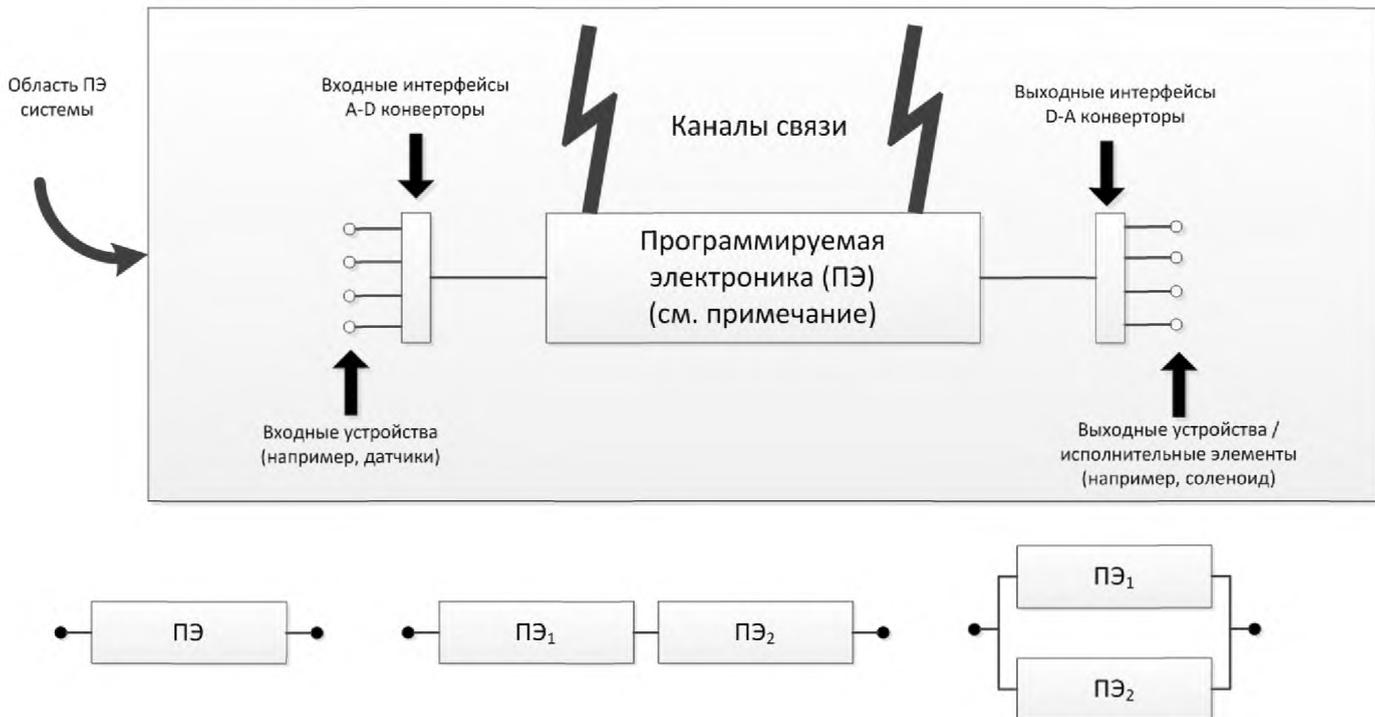 Область ПЭ
системы
Входные интерфейсы
A-D конверторы
Каналы связи
Выходные интерфейсы
D-A конверторы
Программируемая
электроника (ПЭ)
(см. примечание)
Входные устройства
(например, датчики)
Выходные устройства /
исполнительные элементы
(например, соленоид)
ПЭ
ПЭ₁
ПЭ₂
ПЭ₁
ПЭ₂